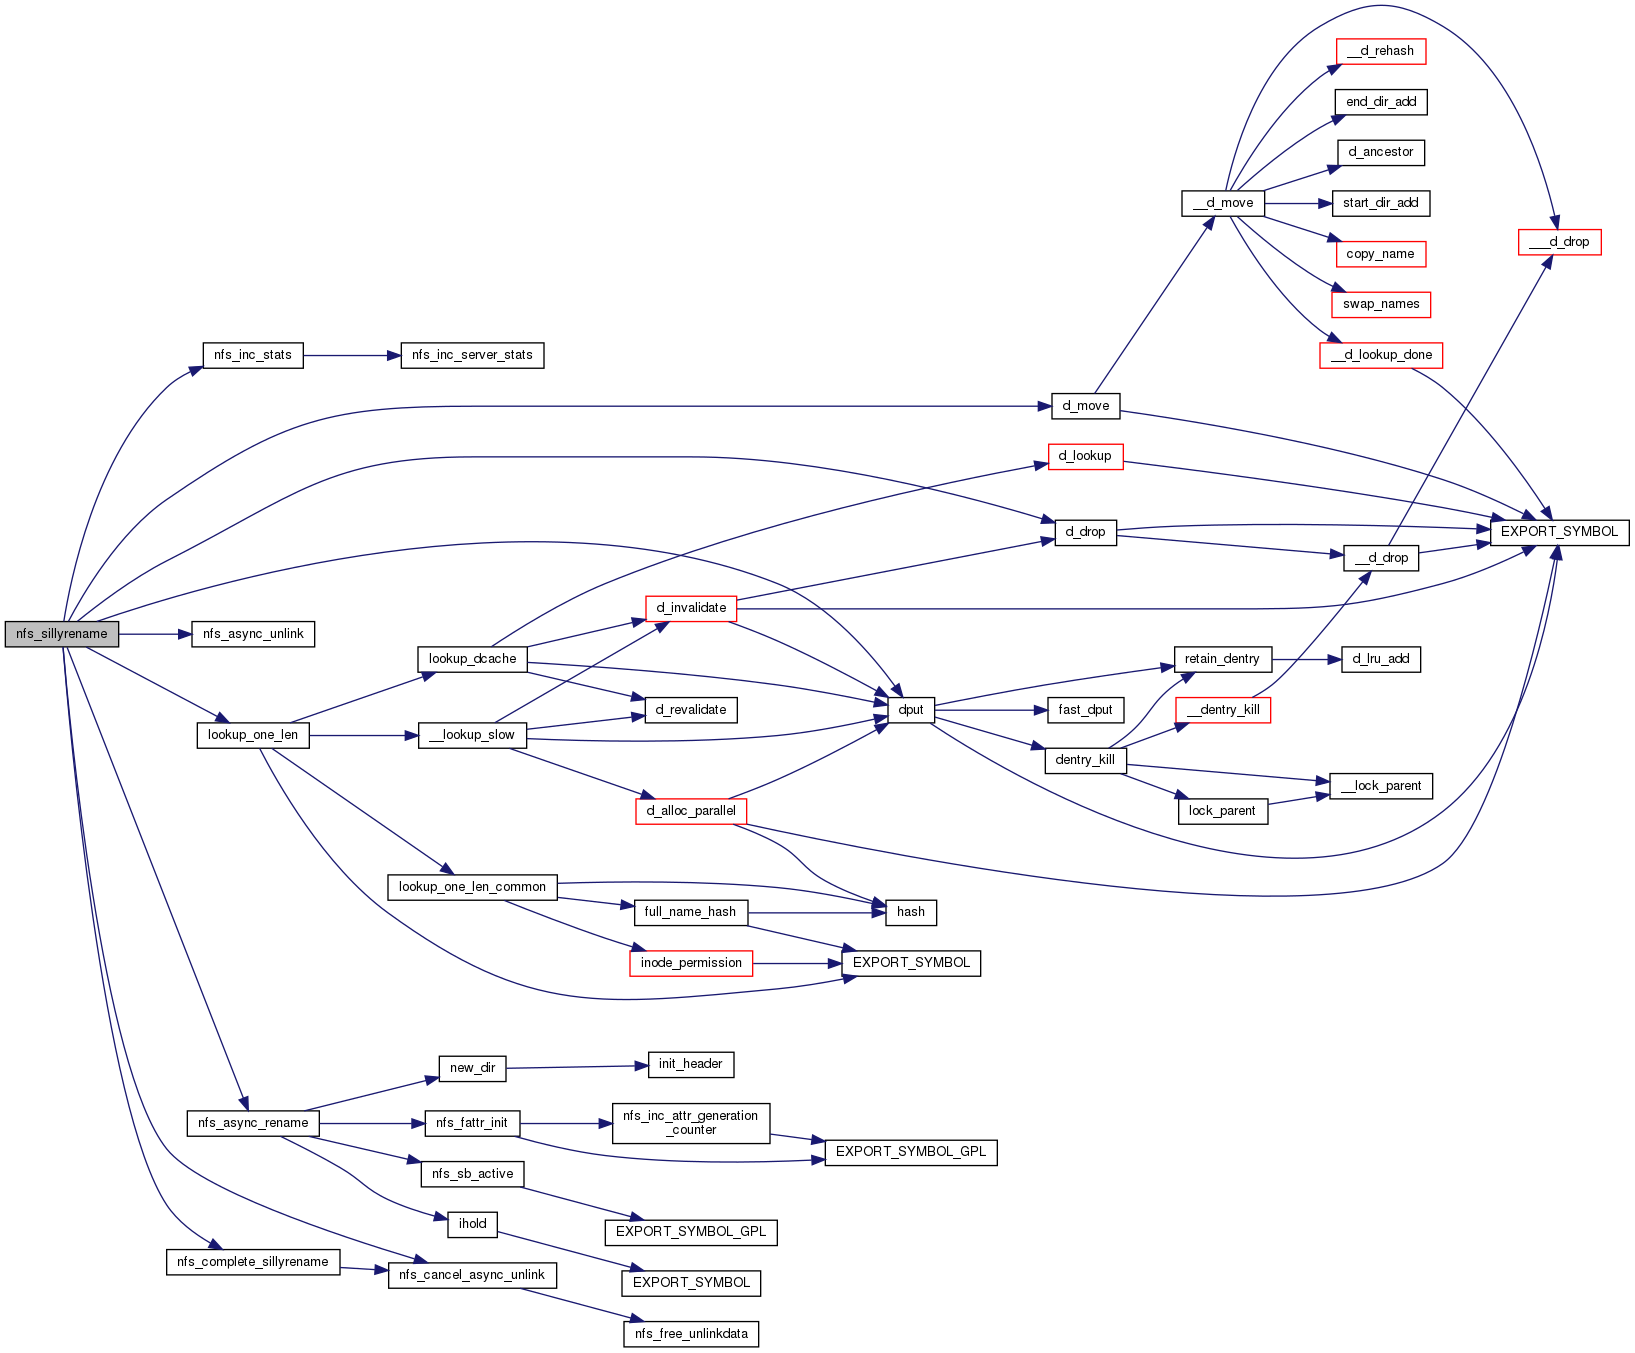 __d_rehash
end_dir_add
d_ancestor
__d_move
start_dir_add
___d_drop
copy_name
swap_names
nfs_inc_stats
nfs_inc_server_stats
__d_lookup_done
d_move
d_lookup
d_drop
EXPORT_SYMBOL
__d_drop
d_invalidate
nfs_sillyrename
nfs_async_unlink
lookup_dcache
retain_dentry
d_lru_add
d_revalidate
dput
fast_dput
__dentry_kill
lookup_one_len
__lookup_slow
dentry_kill
__lock_parent
d_alloc_parallel
lock_parent
lookup_one_len_common
full_name_hash
hash
inode_permission
EXPORT_SYMBOL
new_dir
init_header
nfs_async_rename
nfs_fattr_init
nfs_inc_attr_generation
_counter
EXPORT_SYMBOL_GPL
nfs_sb_active
ihold
EXPORT_SYMBOL_GPL
nfs_complete_sillyrename
nfs_cancel_async_unlink
EXPORT_SYMBOL
nfs_free_unlinkdata